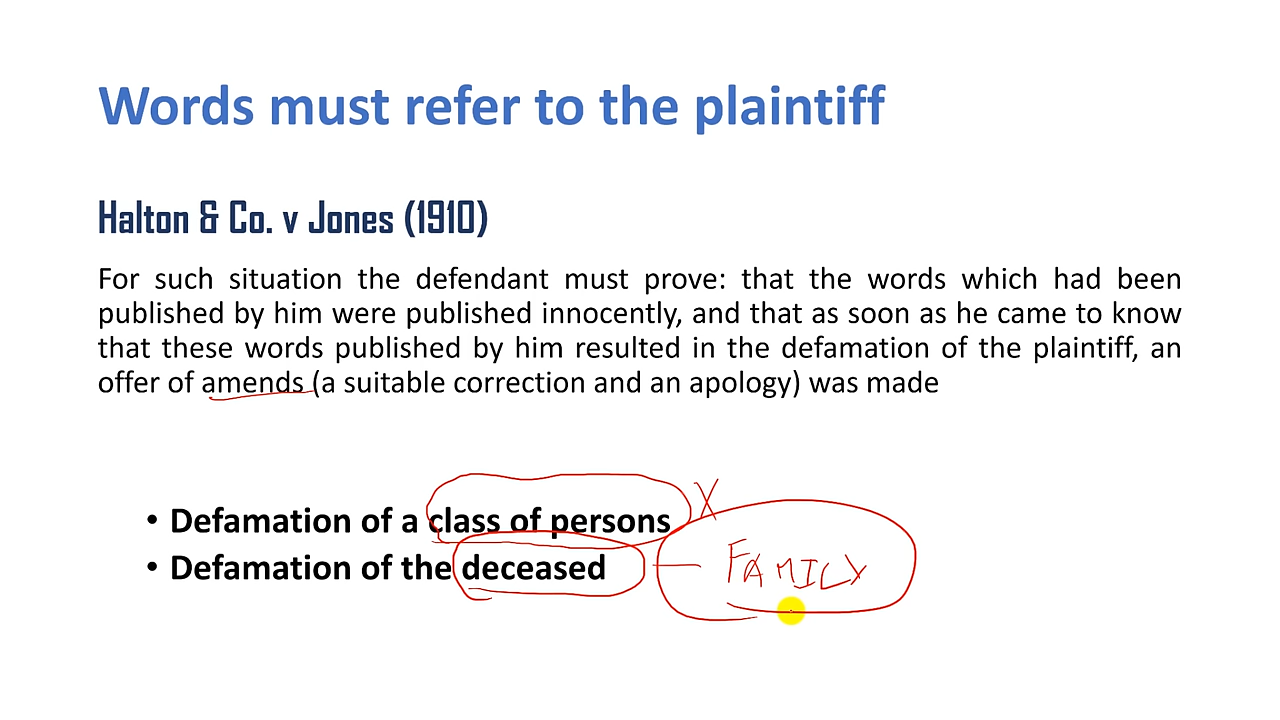 Words must refer to the plaintiff
Halton & Co. v Jones (1910)
For such situation the defendant must prove: that the words which had been
published by him were published innocently, and that as soon as he came to know
that these words published by him resulted in the defamation of the plaintiff, an
offer of amends (a suitable correction and an apology) was made
• Defamation of a class of persons X
• Defamation of the deceased — FAMILY